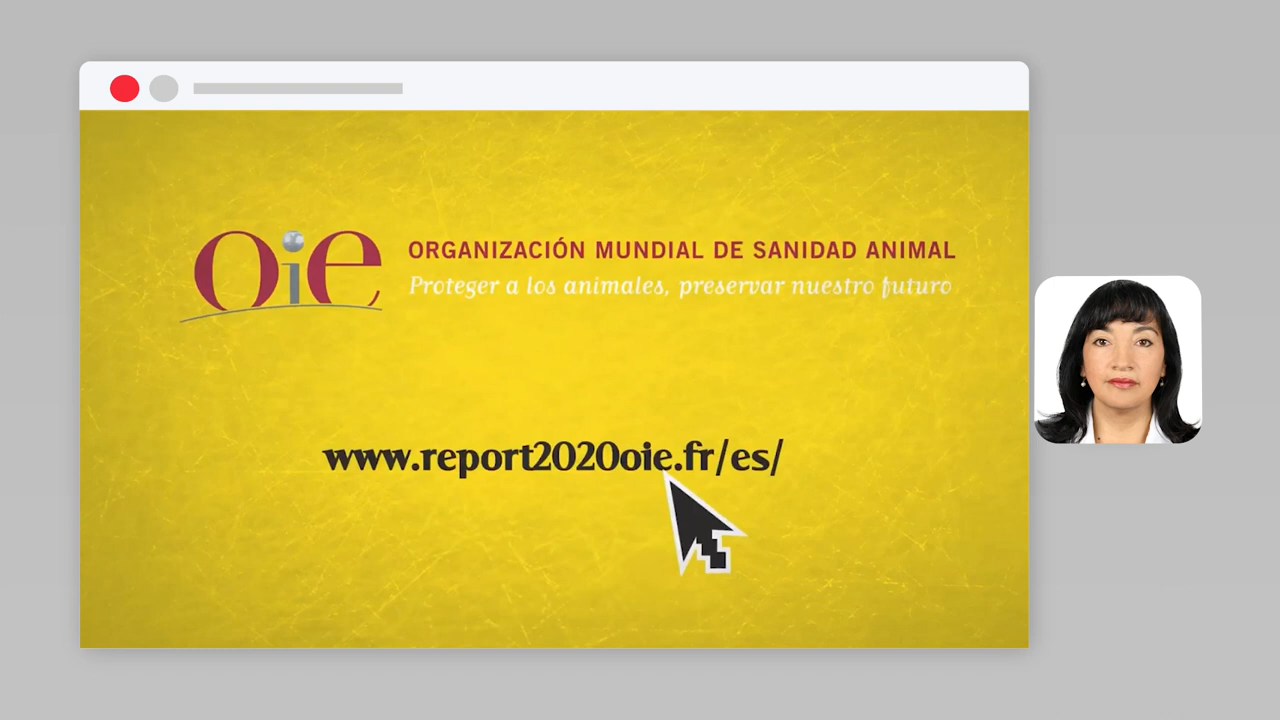 oie
ORGANIZACIÓN MUNDIAL DE SANIDAD ANIMAL
Proteger a los animales, preservar nuestro futuro
www.report2020oie.fr/es/